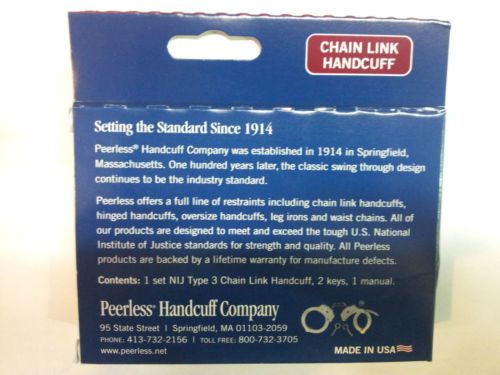 CHAIN LINK
HANDCUFF
Setting the Standard Since 1914
Peerless® Handcuff Company was established in 1914 in Springfield,
Massachusetts. One hundred years later, the classic swing through design
continues to be the industry standard.
Peerless offers a full line of restraints including chain link handcuffs,
hinged handcuffs, oversize handcuffs, leg irons and waist chains. All of
our products are designed to meet and exceed the tough U.S. National
Institute of Justice standards for strength and quality. All Peerless
products are backed by a lifetime warranty for manufacture defects.
Contents: 1 set NIJ Type 3 Chain Link Handcuff, 2 keys, 1 manual.
Peerless® Handcuff Company
95 State Street | Springfield, MA 01103-2059
PHONE: 413-732-2156 | TOLL FREE: 800-732-3705
www.peerless.net
MADE IN USA